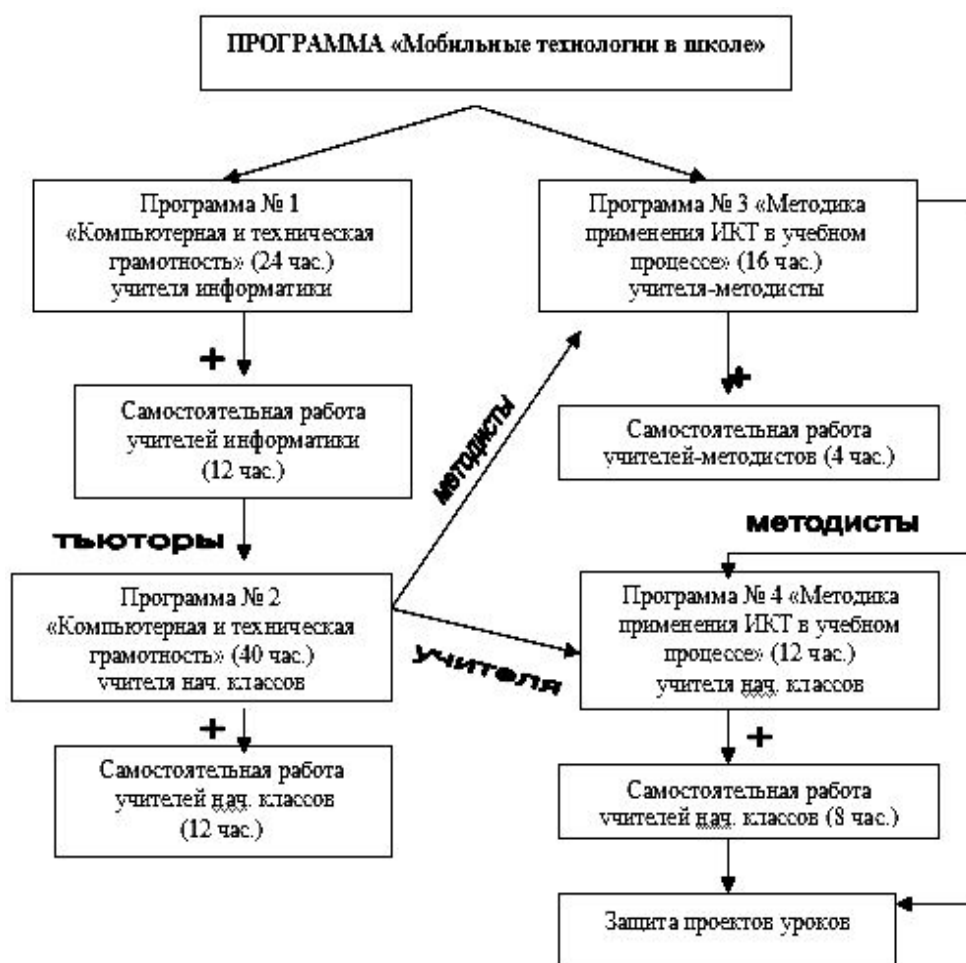 ПРОГРАММА «Мобильные технологии в школе»
Программа № 1
«Компьютерная и техническая
грамотность» (24 час.)
учителя информатики
Программа № 3 «Методика
применения ИКТ в учебном
процессе» (16 час.)
учителя-методисты
+
+
Самостоятельная работа
учителей информатики
(12 час.)
методисты
Самостоятельная работа
учителей-методистов (4 час.)
тьюторы
методисты
Программа № 2
«Компьютерная и техническая
грамотность» (40 час.)
учителя нач. классов
учителя
Программа № 4 «Методика
применения ИКТ в учебном
процессе» (12 час.)
учителя нач. классов
+
+
Самостоятельная работа
учителей нач. классов
(12 час.)
Самостоятельная работа
учителей нач. классов (8 час.)
Защита проектов уроков